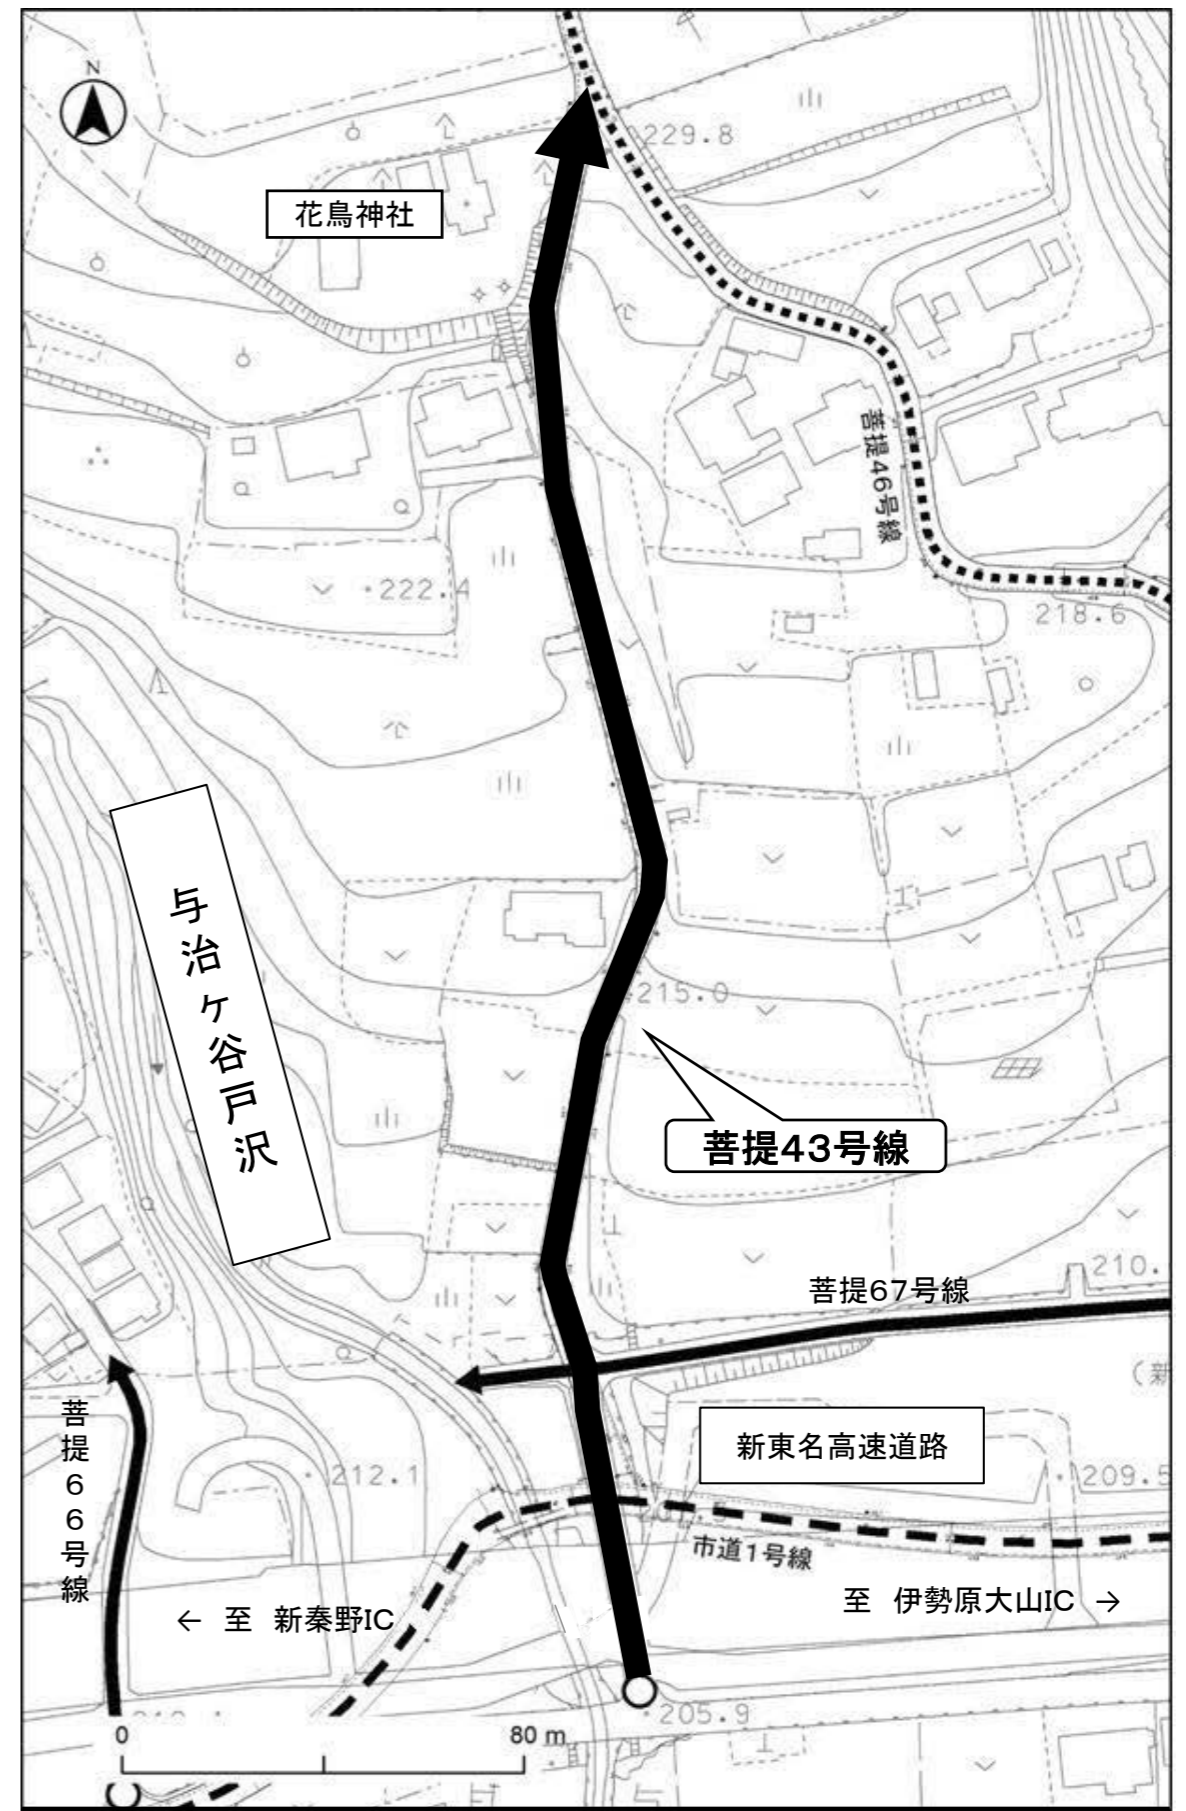 N
229.8
花鳥神社
菩提46号線
222.4
218.6
与治ヶ谷戸沢
215.0
菩提43号線
210.
菩提67号線
(新
菩提66号線
新東名高速道路
212.1
209.5
市道1号線
至 伊勢原大山IC →
← 至 新秦野IC
205.9
0
80 m